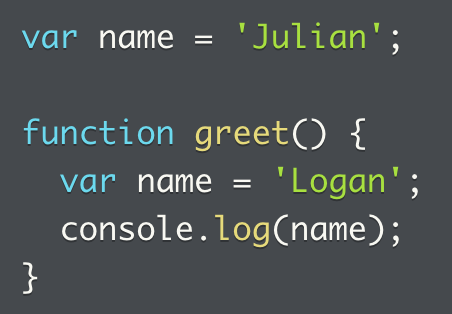 var name = 'Julian';
function greet() {
  var name = 'Logan';
  console.log(name);
}